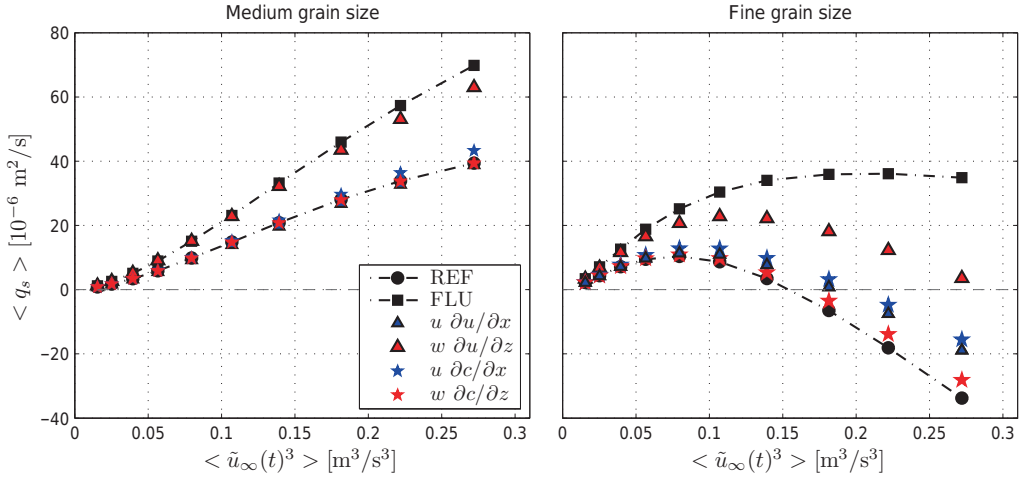 Medium grain size
Fine grain size
< q_s > [10^{-6} m^2/s]
80
60
40
20
0
−20
−40
0
0.05
0.1
0.15
0.2
0.25
0.3
0
0.05
0.1
0.15
0.2
0.25
0.3
REF
FLU
u ∂u/∂x
w ∂u/∂z
u ∂c/∂x
w ∂c/∂z
< ũ_∞(t)^3 > [m^3/s^3]
< ũ_∞(t)^3 > [m^3/s^3]